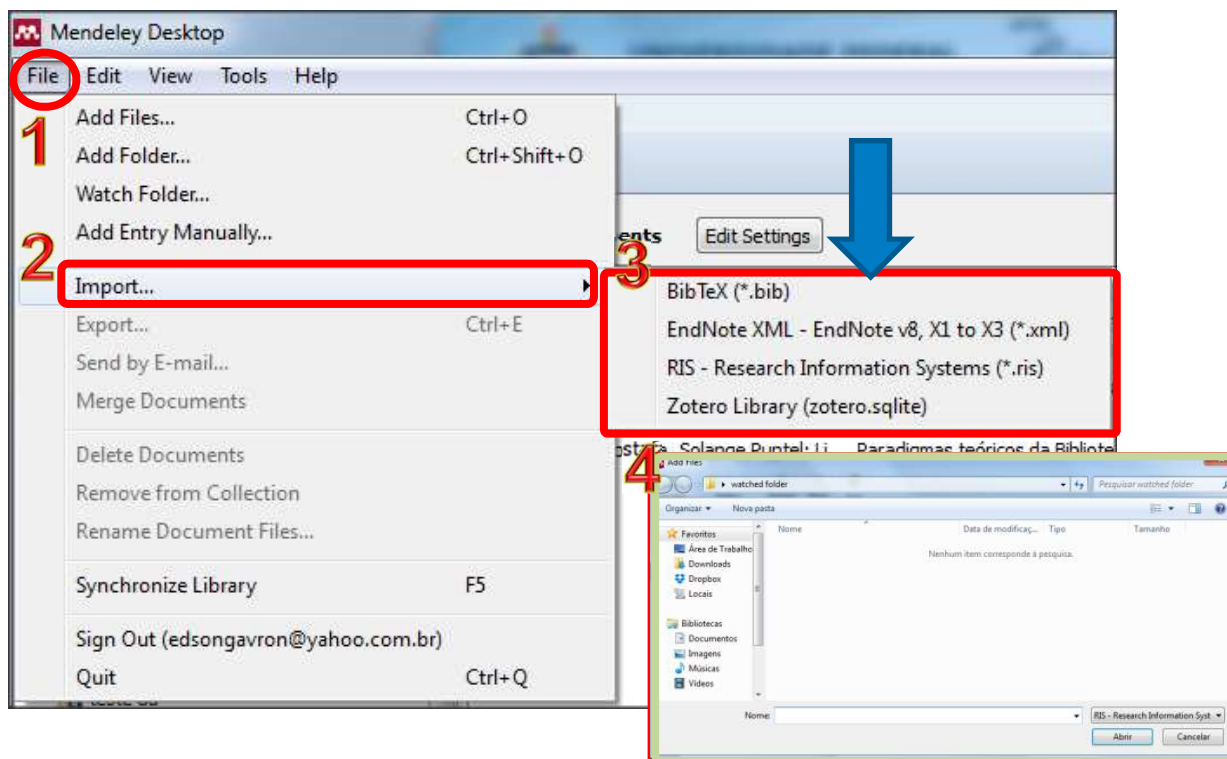 Mendeley Desktop
File Edit View Tools Help
1
Add Files... Ctrl+O
Add Folder... Ctrl+Shift+O
Watch Folder...
Add Entry Manually...
2
Import...
Export... Ctrl+E
Send by E-mail...
Merge Documents
Delete Documents
Remove from Collection
Rename Document Files...
Synchronize Library F5
Sign Out (edsongavron@yahoo.com.br)
Quit Ctrl+Q
Edit Settings
3
BibTeX (*.bib)
EndNote XML - EndNote v8, X1 to X3 (*.xml)
RIS - Research Information Systems (*.ris)
Zotero Library (zotero.sqlite)
Solange Puntel; Li... Paradigmas teóricos da Bibliote
4
Add Files
watched folder Pesquisar watched folder
Organizar Nova pasta
Nome Data de modificaç... Tipo Tamanho
Nenhum item corresponde à pesquisa.
Favoritos
Área de Trabalho
Downloads
Dropbox
Locais
Bibliotecas
Documentos
Imagens
Músicas
Vídeos
Nome: RIS - Research Information Syst
Abrir Cancelar